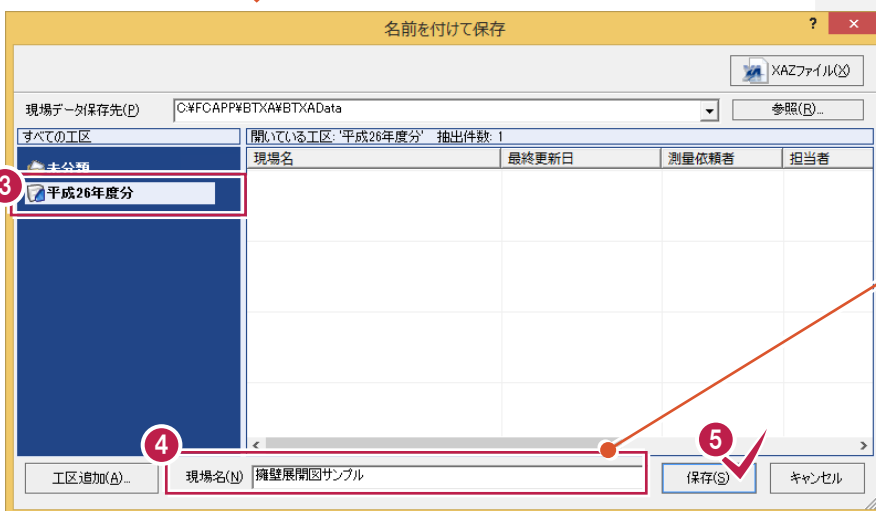 名前を付けて保存
? ×
XAZファイル(X)
現場データ保存先(P) C:¥FCAPP¥BTXA¥BTXAData 参照(R)...
すべての工区 開いている工区: '平成26年度分' 抽出件数: 1
現場名 最終更新日 測量依頼者 担当者
未分類
3 平成26年度分
4 5
工区追加(A)... 現場名(N) 擁壁展開図サンプル 保存(S) キャンセル